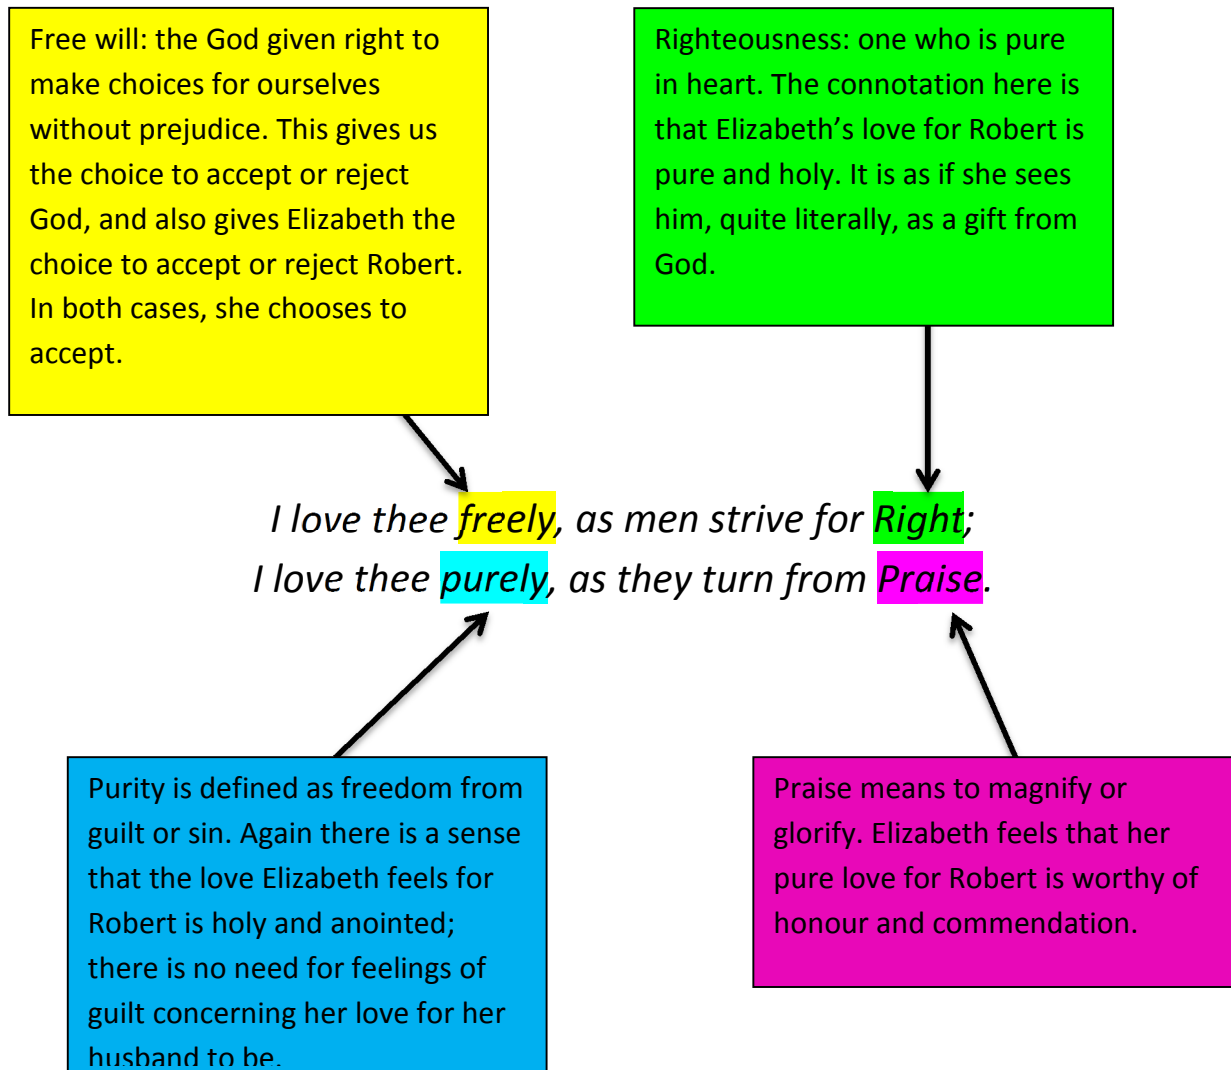 Free will: the God given right to
make choices for ourselves
without prejudice. This gives us
the choice to accept or reject
God, and also gives Elizabeth the
choice to accept or reject Robert.
In both cases, she chooses to
accept.
Righteousness: one who is pure
in heart. The connotation here is
that Elizabeth’s love for Robert is
pure and holy. It is as if she sees
him, quite literally, as a gift from
God.
I love thee freely, as men strive for Right;
I love thee purely, as they turn from Praise.
Purity is defined as freedom from
guilt or sin. Again there is a sense
that the love Elizabeth feels for
Robert is holy and anointed;
there is no need for feelings of
guilt concerning her love for her
husband to be.
Praise means to magnify or
glorify. Elizabeth feels that her
pure love for Robert is worthy of
honour and commendation.